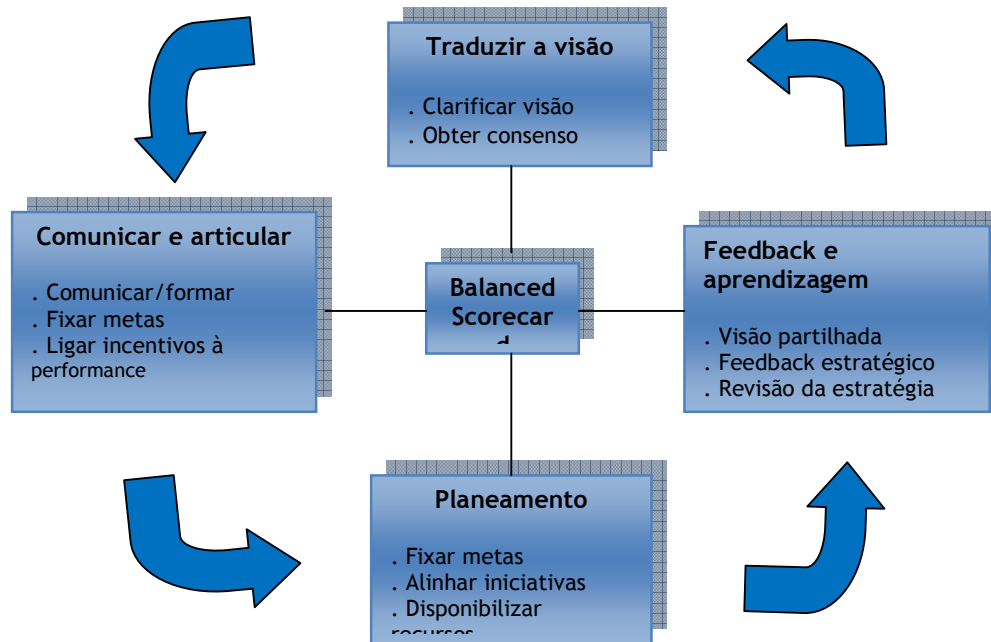 Traduzir a visão
. Clarificar visão
. Obter consenso
Comunicar e articular
. Comunicar/formar
. Fixar metas
. Ligar incentivos à
performance
Balanced
Scorecar
d
Feedback e
aprendizagem
. Visão partilhada
. Feedback estratégico
. Revisão da estratégia
Planeamento
. Fixar metas
. Alinhar iniciativas
. Disponibilizar
recursos